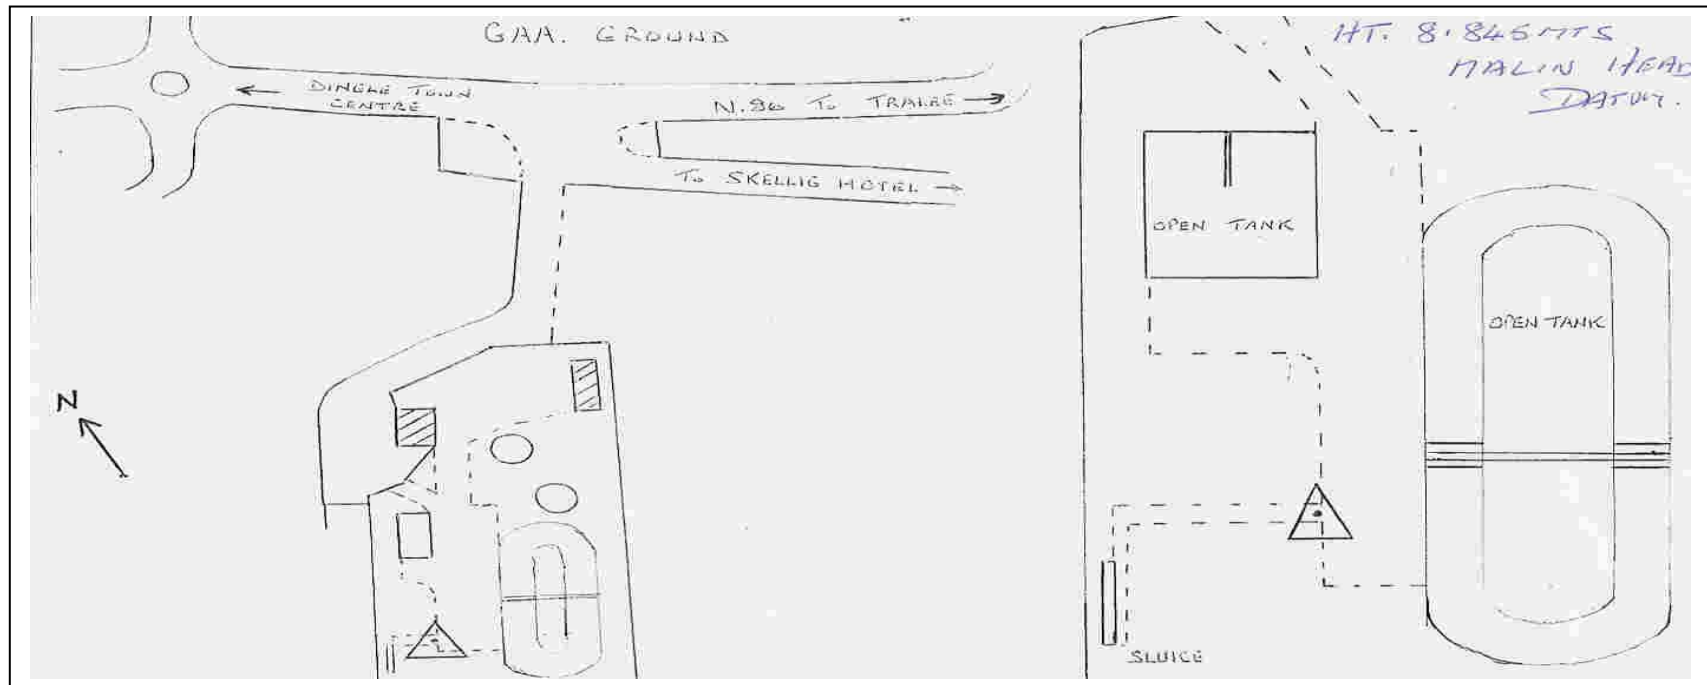 GAA. GROUND
DINGLE TOWN
CENTRE
N.86 To TRALEE
To SKELLIG HOTEL
N
HT. 8.846 MTS
MALIN HEAD
DATUM.
OPEN TANK
OPEN TANK
SLUICE